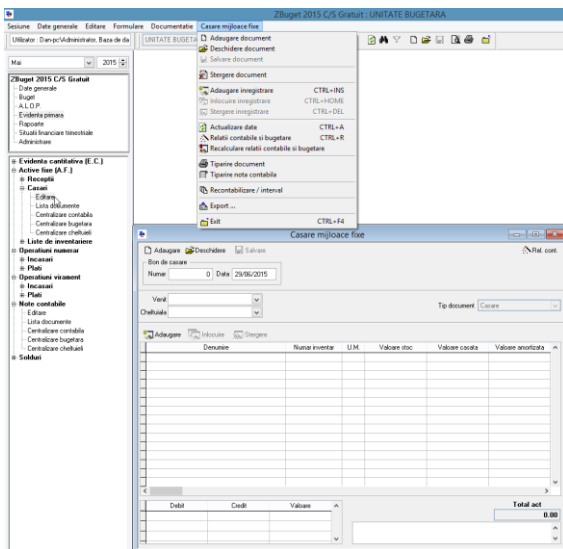 ZBuget 2015 C/S Gratuit : UNITATE BUGETARA
Sesiune Date generale Editare Formulare Documentatie Casare mijloace fixe
Utilizator : Dan-pc\Administrator, Baza de da
UNITATE BUGETA
Mai 2015
ZBuget 2015 C/S Gratuit
Date generale
Buget
A.L.O.P.
Evidenta primara
Rapoarte
Situatii financiare trimestriale
Administrare
Evidenta cantitativa (E.C.)
Active fixe (A.F.)
Receptii
Casari
Editare
Lista documente
Centralizare contabila
Centralizare bugetara
Centralizare cheltuieli
Liste de inventariere
Operatiuni numerar
Incasari
Plati
Operatiuni virament
Incasari
Plati
Note contabile
Editare
Lista documente
Centralizare contabila
Centralizare bugetara
Centralizare cheltuieli
Solduri
Adaugare document
Deschidere document
Salvare document
Stergere document
Adaugare inregistrare CTRL+INS
Inlocuire inregistrare CTRL+HOME
Stergere inregistrare CTRL+DEL
Actualizare date CTRL+A
Relatii contabile si bugetare CTRL+R
Recalculare relatii contabile si bugetare
Tiparire document
Tiparire note contabila
Recontabilizare / interval
Export ...
Exit CTRL+F4
Casare mijloace fixe
Adaugare Deschidere Salvare Rel. cont.
Bon de casare
Numar 0 Data 29/06/2015
Venit
Cheltuiala
Tip document Casare
Adaugare Inlocuire Stergere
Denumire Numar inventar U.M. Valoare stoc Valoare casata Valoare amortizata
Debit Credit Valoare
Total act
0.00